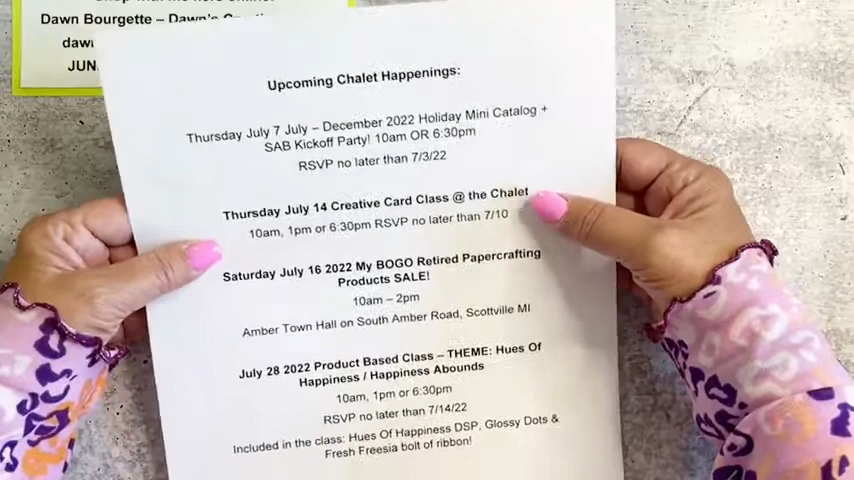 Dawn Bourgette – Dawn's
dawn
JUN
Upcoming Chalet Happenings:
Thursday July 7 July – December 2022 Holiday Mini Catalog +
SAB Kickoff Party! 10am OR 6:30pm
RSVP no later than 7/3/22
Thursday July 14 Creative Card Class @ the Chalet
10am, 1pm or 6:30pm RSVP no later than 7/10
Saturday July 16 2022 My BOGO Retired Papercrafting
Products SALE!
10am – 2pm
Amber Town Hall on South Amber Road, Scottville MI
July 28 2022 Product Based Class – THEME: Hues Of
Happiness / Happiness Abounds
10am, 1pm or 6:30pm
RSVP no later than 7/14/22
Included in the class: Hues Of Happiness DSP, Glossy Dots &
Fresh Freesia bolt of ribbon!